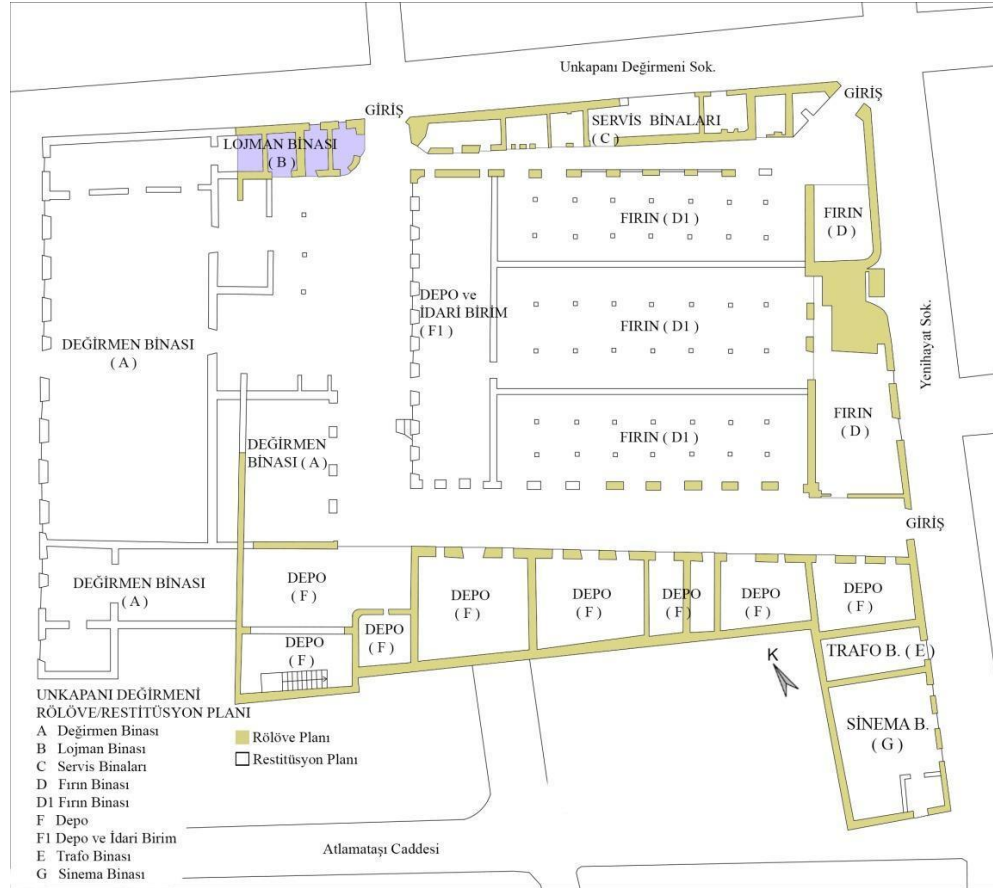 Unkapanı Değirmeni Sok.
GİRİŞ
GİRİŞ
SERVİS BİNALARI
( C )
LOJMAN BİNASI
( B )
FIRIN ( D1 )
FIRIN
( D )
DEPO ve
İDARİ BİRİM
( F1 )
FIRIN ( D1 )
Yenihayat Sok.
DEĞİRMEN BİNASI
( A )
DEĞİRMEN
BİNASI ( A )
FIRIN ( D1 )
FIRIN
( D )
GİRİŞ
DEĞİRMEN BİNASI
( A )
DEPO
( F )
DEPO
( F )
DEPO
( F )
DEPO
( F )
DEPO
( F )
DEPO
( F )
DEPO
( F )
DEPO
( F )
TRAFO B. ( E )
K
SİNEMA B.
( G )
UNKAPANI DEĞİRMENİ
RÖLÖVE/RESTİTÜSYON PLANI
A Değirmen Binası
B Lojman Binası
C Servis Binaları
D Fırın Binası
D1 Fırın Binası
F Depo
F1 Depo ve İdari Birim
E Trafo Binası
G Sinema Binası
Rölöve Planı
Restitüsyon Planı
Atlamataşı Caddesi